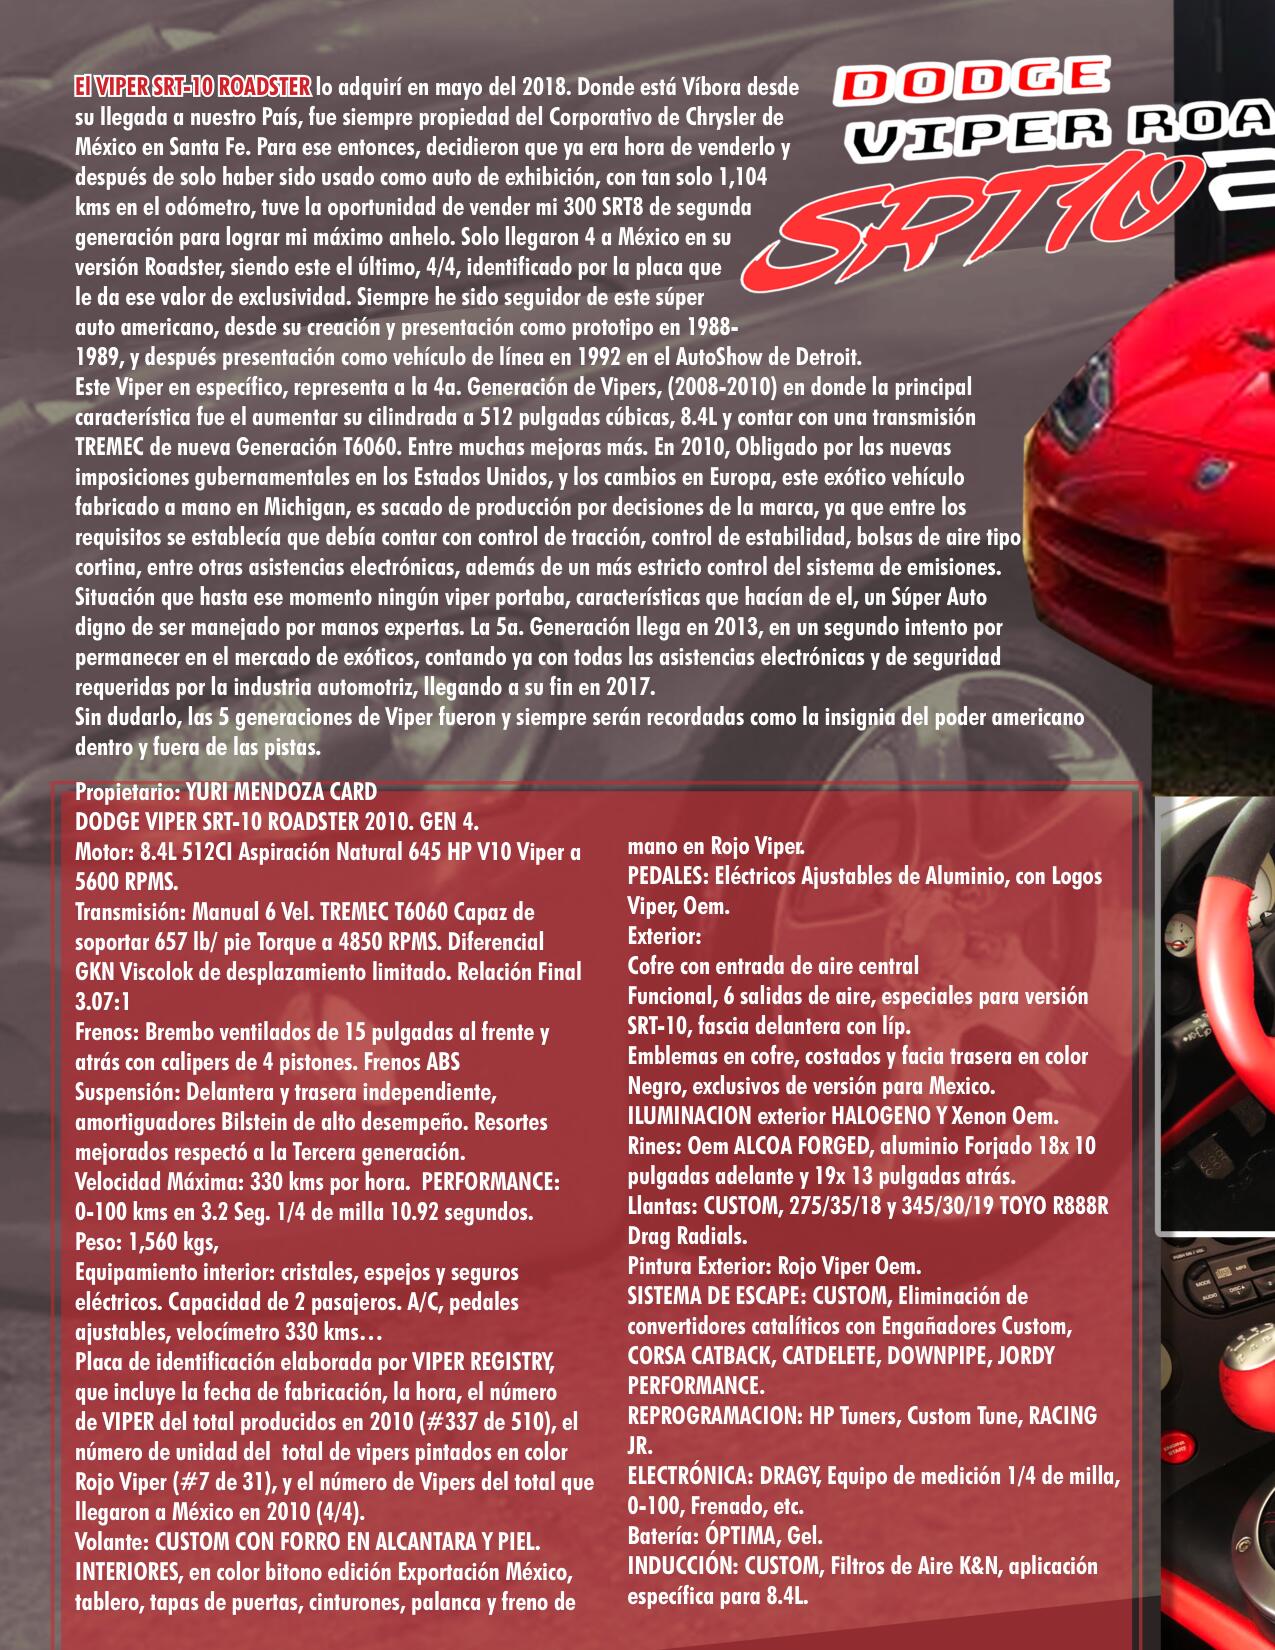 El VIPER SRT-10 ROADSTER lo adquirí en mayo del 2018. Donde está Víbora desde
su llegada a nuestro País, fue siempre propiedad del Corporativo de Chrysler de
México en Santa Fe. Para ese entonces, decidieron que ya era hora de venderlo y
después de solo haber sido usado como auto de exhibición, con tan solo 1,104
kms en el odómetro, tuve la oportunidad de vender mi 300 SRT8 de segunda
generación para lograr mi máximo anhelo. Solo llegaron 4 a México en su
versión Roadster, siendo este el último, 4/4, identificado por la placa que
le da ese valor de exclusividad. Siempre he sido seguidor de este súper
auto americano, desde su creación y presentación como prototipo en 1988-
1989, y después presentación como vehículo de línea en 1992 en el AutoShow de Detroit.
Este Viper en específico, representa a la 4a. Generación de Vipers, (2008-2010) en donde la principal
característica fue el aumentar su cilindrada a 512 pulgadas cúbicas, 8.4L y contar con una transmisión
TREMEC de nueva Generación T6060. Entre muchas mejoras más. En 2010, Obligado por las nuevas
imposiciones gubernamentales en los Estados Unidos, y los cambios en Europa, este exótico vehículo
fabricado a mano en Michigan, es sacado de producción por decisiones de la marca, ya que entre los
requisitos se establecía que debía contar con control de tracción, control de estabilidad, bolsas de aire tipo
cortina, entre otras asistencias electrónicas, además de un más estricto control del sistema de emisiones.
Situación que hasta ese momento ningún viper portaba, características que hacían de el, un Súper Auto
digno de ser manejado por manos expertas. La 5a. Generación llega en 2013, en un segundo intento por
permanecer en el mercado de exóticos, contando ya con todas las asistencias electrónicas y de seguridad
requeridas por la industria automotriz, llegando a su fin en 2017.
Sin dudarlo, las 5 generaciones de Viper fueron y siempre serán recordadas como la insignia del poder americano
dentro y fuera de las pistas.
DODGE
VIPER ROA
SRT10 2
Propietario: YURI MENDOZA CARD
DODGE VIPER SRT-10 ROADSTER 2010. GEN 4.
Motor: 8.4L 512CI Aspiración Natural 645 HP V10 Viper a
5600 RPMS.
Transmisión: Manual 6 Vel. TREMEC T6060 Capaz de
soportar 657 lb/ pie Torque a 4850 RPMS. Diferencial
GKN Viscolok de desplazamiento limitado. Relación Final
3.07:1
Frenos: Brembo ventilados de 15 pulgadas al frente y
atrás con calipers de 4 pistones. Frenos ABS
Suspensión: Delantera y trasera independiente,
amortiguadores Bilstein de alto desempeño. Resortes
mejorados respectó a la Tercera generación.
Velocidad Máxima: 330 kms por hora.  PERFORMANCE:
0-100 kms en 3.2 Seg. 1/4 de milla 10.92 segundos.
Peso: 1,560 kgs,
Equipamiento interior: cristales, espejos y seguros
eléctricos. Capacidad de 2 pasajeros. A/C, pedales
ajustables, velocímetro 330 kms…
Placa de identificación elaborada por VIPER REGISTRY,
que incluye la fecha de fabricación, la hora, el número
de VIPER del total producidos en 2010 (#337 de 510), el
número de unidad del  total de vipers pintados en color
Rojo Viper (#7 de 31), y el número de Vipers del total que
llegaron a México en 2010 (4/4).
Volante: CUSTOM CON FORRO EN ALCANTARA Y PIEL.
INTERIORES, en color bitono edición Exportación México,
tablero, tapas de puertas, cinturones, palanca y freno de
mano en Rojo Viper.
PEDALES: Eléctricos Ajustables de Aluminio, con Logos
Viper, Oem.
Exterior:
Cofre con entrada de aire central
Funcional, 6 salidas de aire, especiales para versión
SRT-10, fascia delantera con líp.
Emblemas en cofre, costados y facia trasera en color
Negro, exclusivos de versión para Mexico.
ILUMINACION exterior HALOGENO Y Xenon Oem.
Rines: Oem ALCOA FORGED, aluminio Forjado 18x 10
pulgadas adelante y 19x 13 pulgadas atrás.
Llantas: CUSTOM, 275/35/18 y 345/30/19 TOYO R888R
Drag Radials.
Pintura Exterior: Rojo Viper Oem.
SISTEMA DE ESCAPE: CUSTOM, Eliminación de
convertidores catalíticos con Engañadores Custom,
CORSA CATBACK, CATDELETE, DOWNPIPE, JORDY
PERFORMANCE.
REPROGRAMACION: HP Tuners, Custom Tune, RACING
JR.
ELECTRÓNICA: DRAGY, Equipo de medición 1/4 de milla,
0-100, Frenado, etc.
Batería: ÓPTIMA, Gel.
INDUCCIÓN: CUSTOM, Filtros de Aire K&N, aplicación
específica para 8.4L.
MODE
MP3
AUDIO
DISC
ENGINE
START